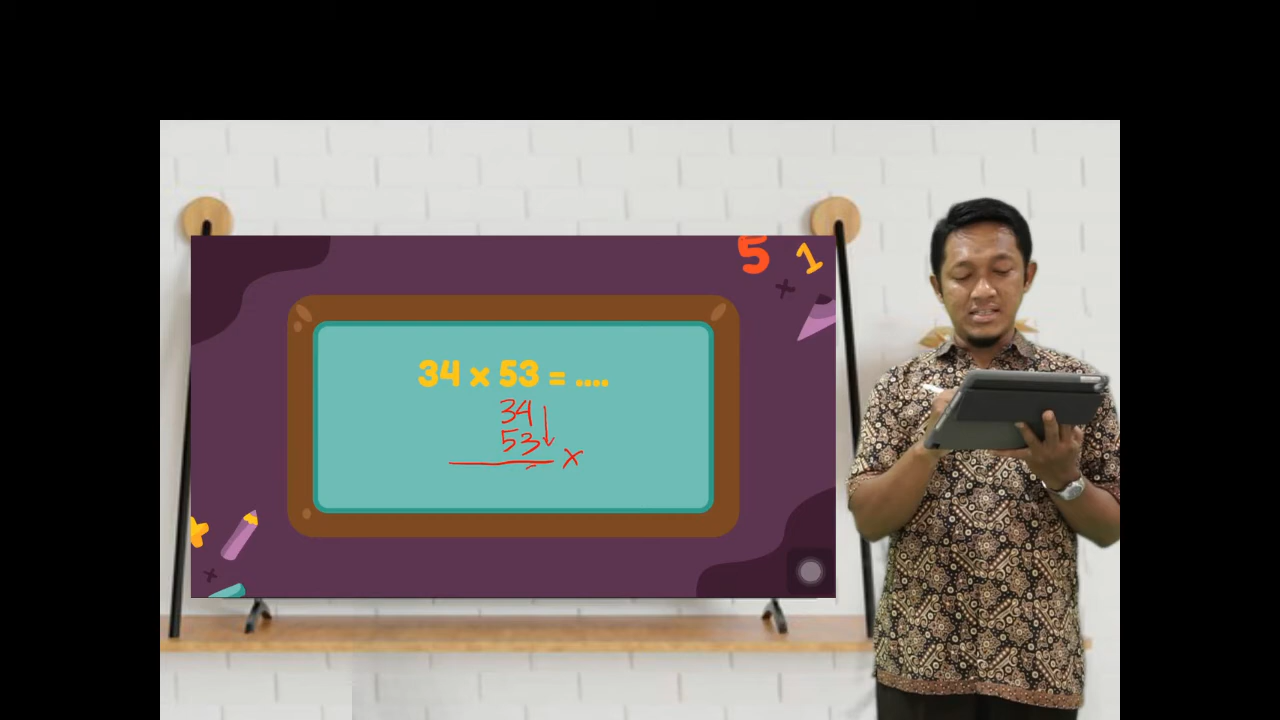 5 1
34 x 53 = ....
34
53
x